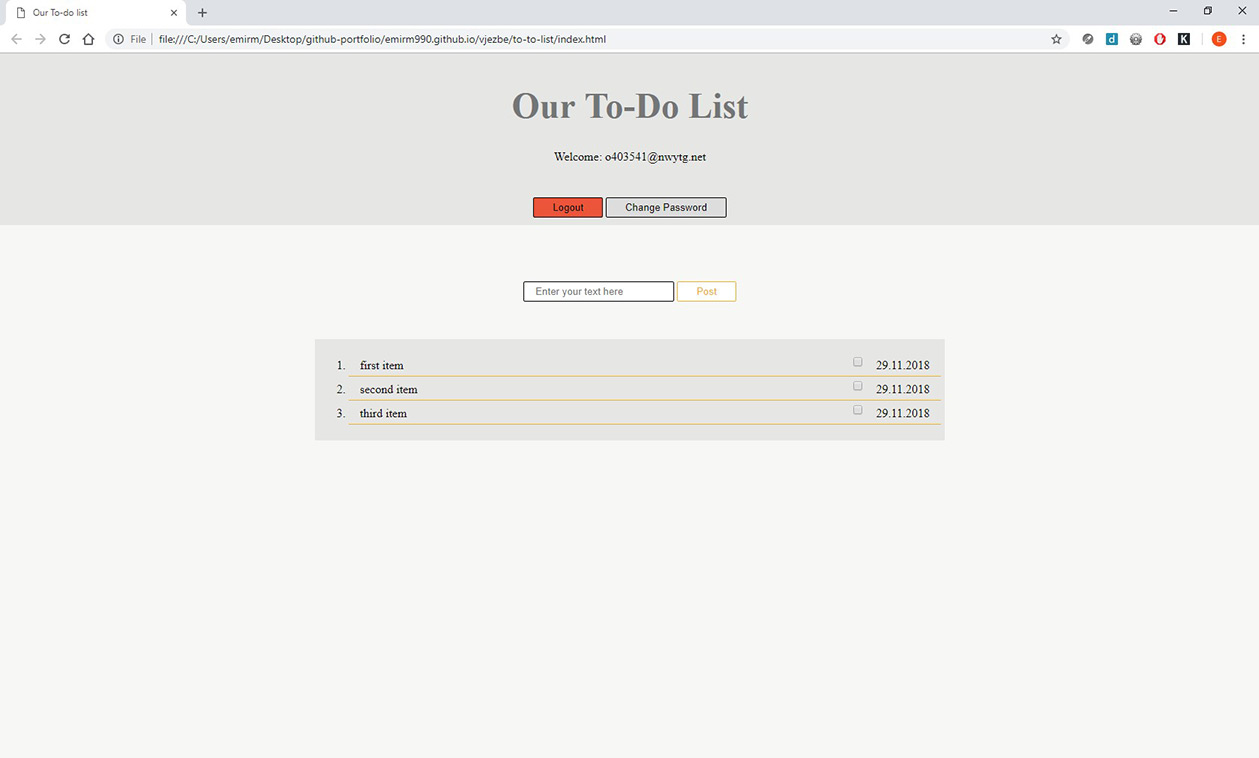 Our To-do list
File file:///C:/Users/emirm/Desktop/github-portfolio/emirm990.github.io/vjezbe/to-to-list/index.html
d
K
E
Our To-Do List
Welcome: o403541@nwytg.net
Logout Change Password
Enter your text here Post
1. first item 29.11.2018
2. second item 29.11.2018
3. third item 29.11.2018